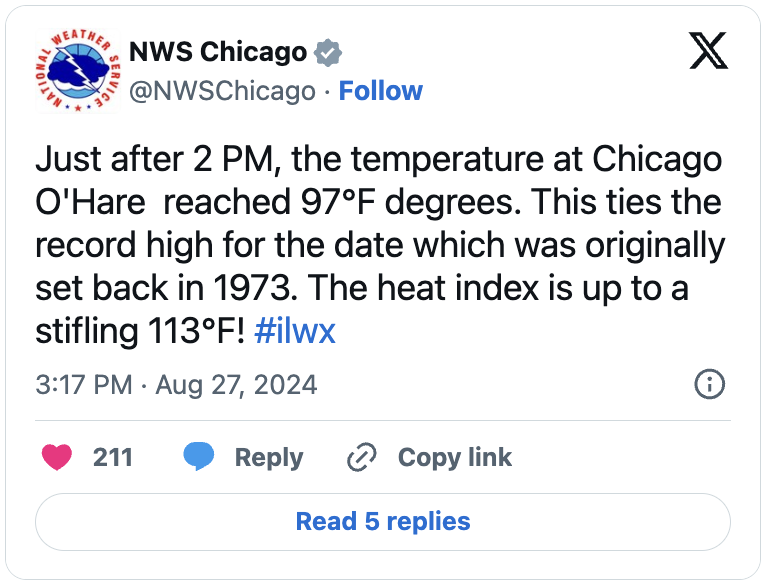 NATIONAL WEATHER SERVICE
NWS Chicago
@NWSChicago · Follow
Just after 2 PM, the temperature at Chicago
O'Hare  reached 97°F degrees. This ties the
record high for the date which was originally
set back in 1973. The heat index is up to a
stifling 113°F! #ilwx
3:17 PM · Aug 27, 2024
211 Reply Copy link
Read 5 replies